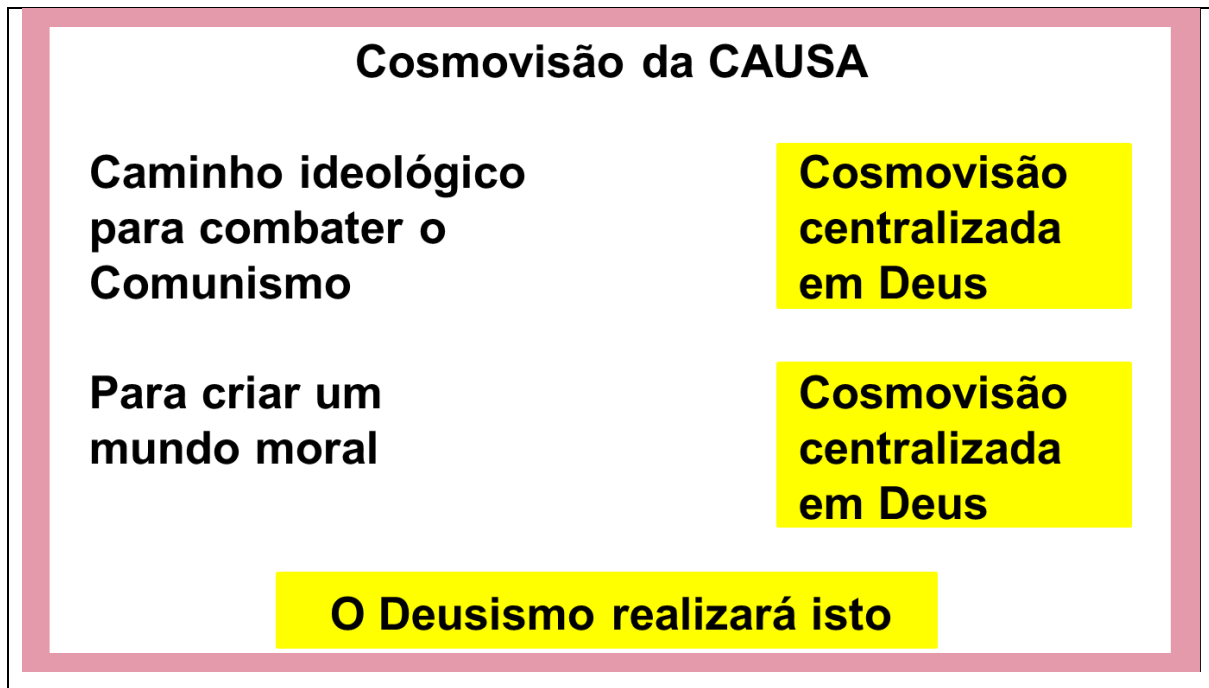 Cosmovisão da CAUSA
Caminho ideológico
para combater o
Comunismo
Cosmovisão
centralizada
em Deus
Para criar um
mundo moral
Cosmovisão
centralizada
em Deus
O Deusismo realizará isto